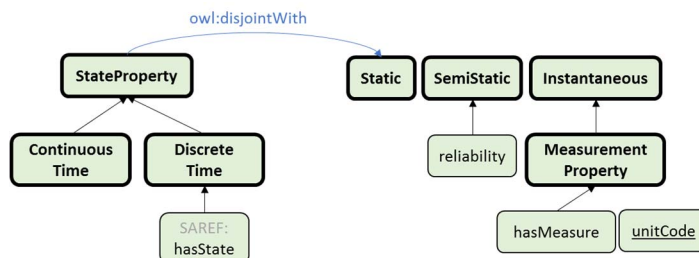 owl:disjointWith
StateProperty
Static
SemiStatic
Instantaneous
Continuous
Time
Discrete
Time
reliability
Measurement
Property
SAREF:
hasState
hasMeasure
unitCode